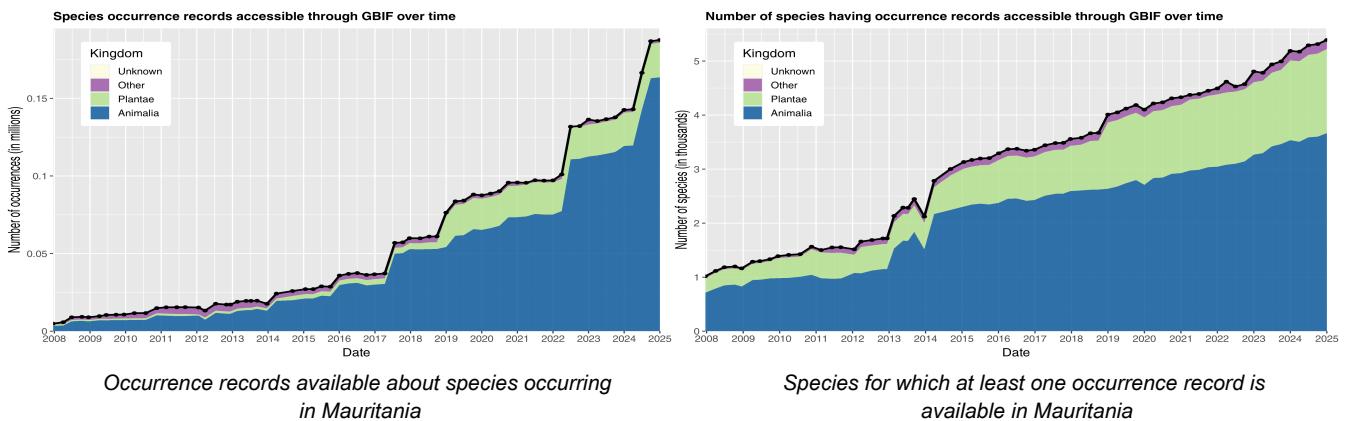 Species occurrence records accessible through GBIF over time
Number of occurrences (in millions)
Kingdom
Unknown
Other
Plantae
Animalia
0.15
0.1
0.05
0
2008 2009 2010 2011 2012 2013 2014 2015 2016 2017 2018 2019 2020 2021 2022 2023 2024 2025
Date
Occurrence records available about species occurring
in Mauritania
Number of species having occurrence records accessible through GBIF over time
Number of species (in thousands)
Kingdom
Unknown
Other
Plantae
Animalia
5
4
3
2
1
0
2008 2009 2010 2011 2012 2013 2014 2015 2016 2017 2018 2019 2020 2021 2022 2023 2024 2025
Date
Species for which at least one occurrence record is
available in Mauritania